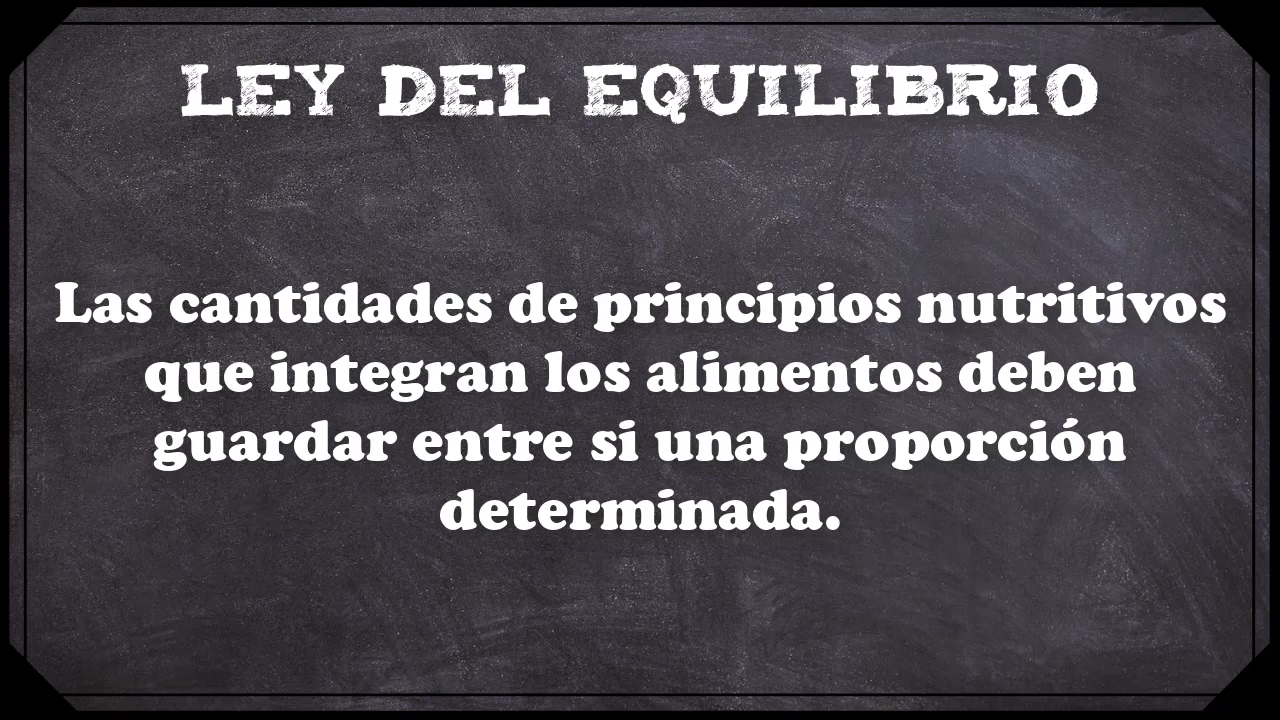 LEY DEL EQUILIBRIO
Las cantidades de principios nutritivos
que integran los alimentos deben
guardar entre si una proporción
determinada.